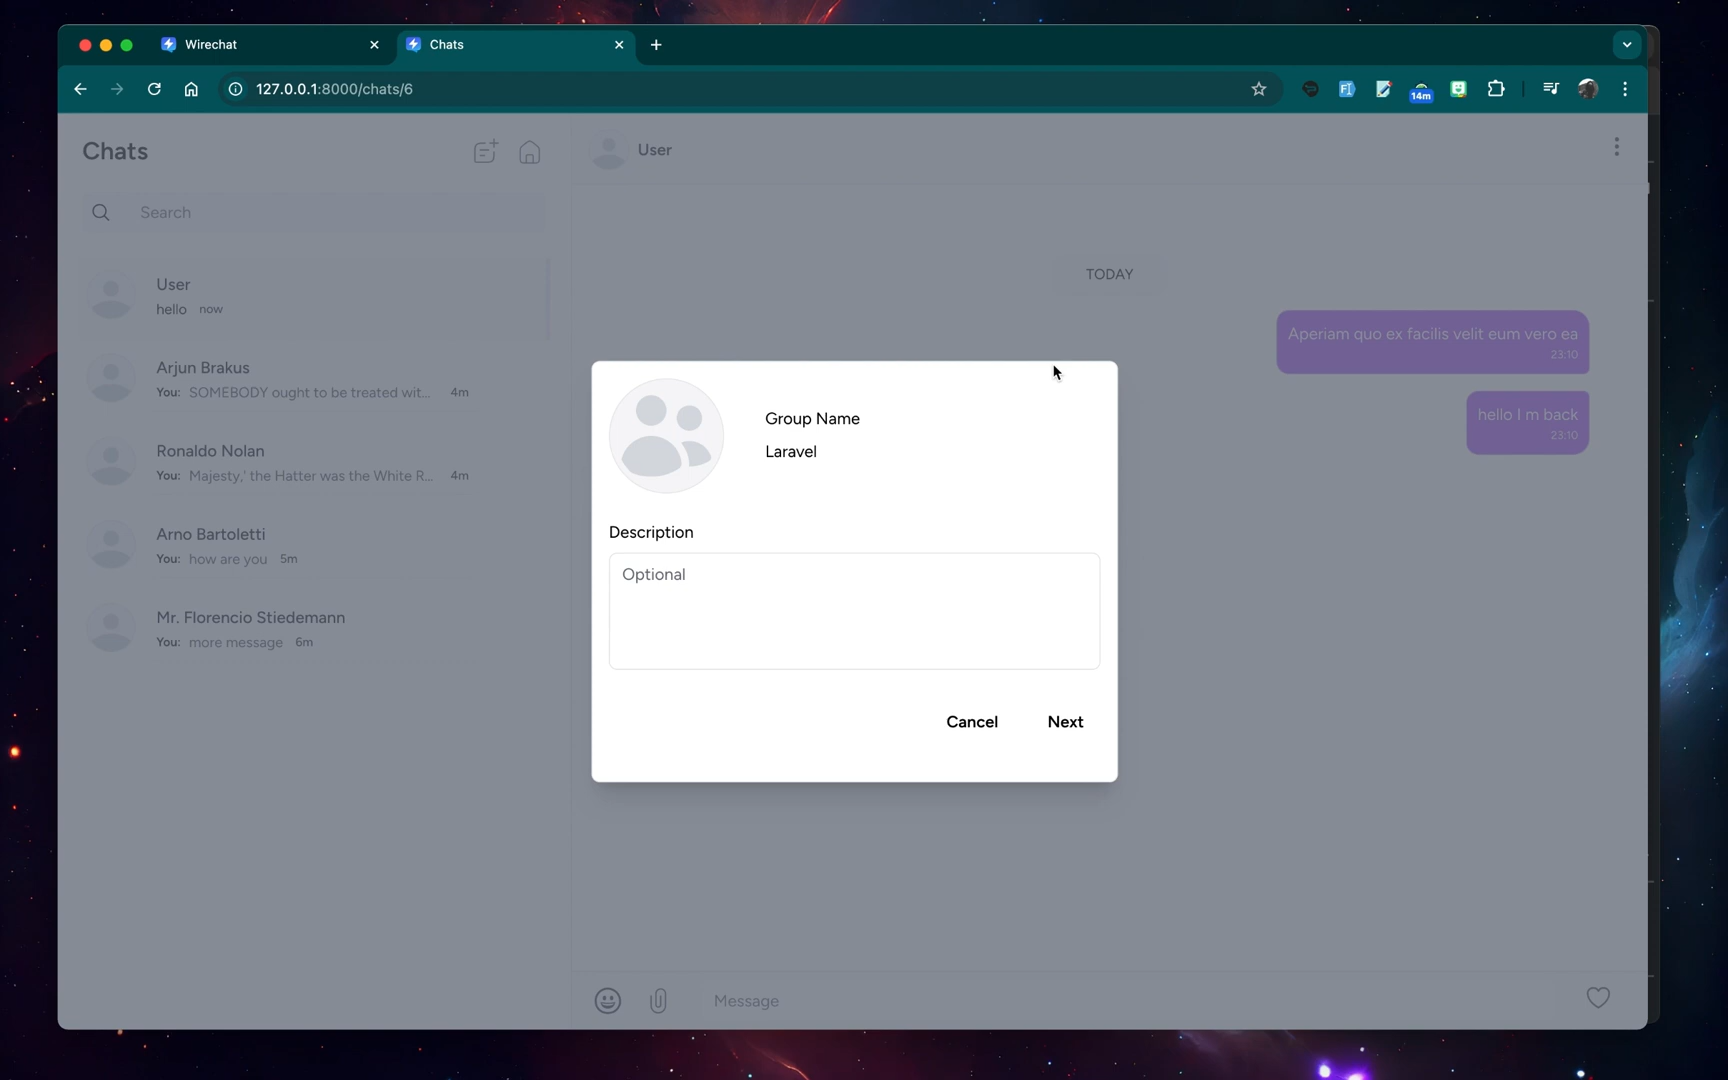 Wirechat
Chats
127.0.0.1:8000/chats/6
14m
Chats
Search
User
hello now
Arjun Brakus
You: SOMEBODY ought to be treated wit... 4m
Ronaldo Nolan
You: Majesty,' the Hatter was the White R... 4m
Arno Bartoletti
You: how are you 5m
Mr. Florencio Stiedemann
You: more message 6m
User
TODAY
Aperiam quo ex facilis velit eum vero ea
23:10
hello I m back
23:10
Group Name
Laravel
Description
Optional
Cancel Next
Message